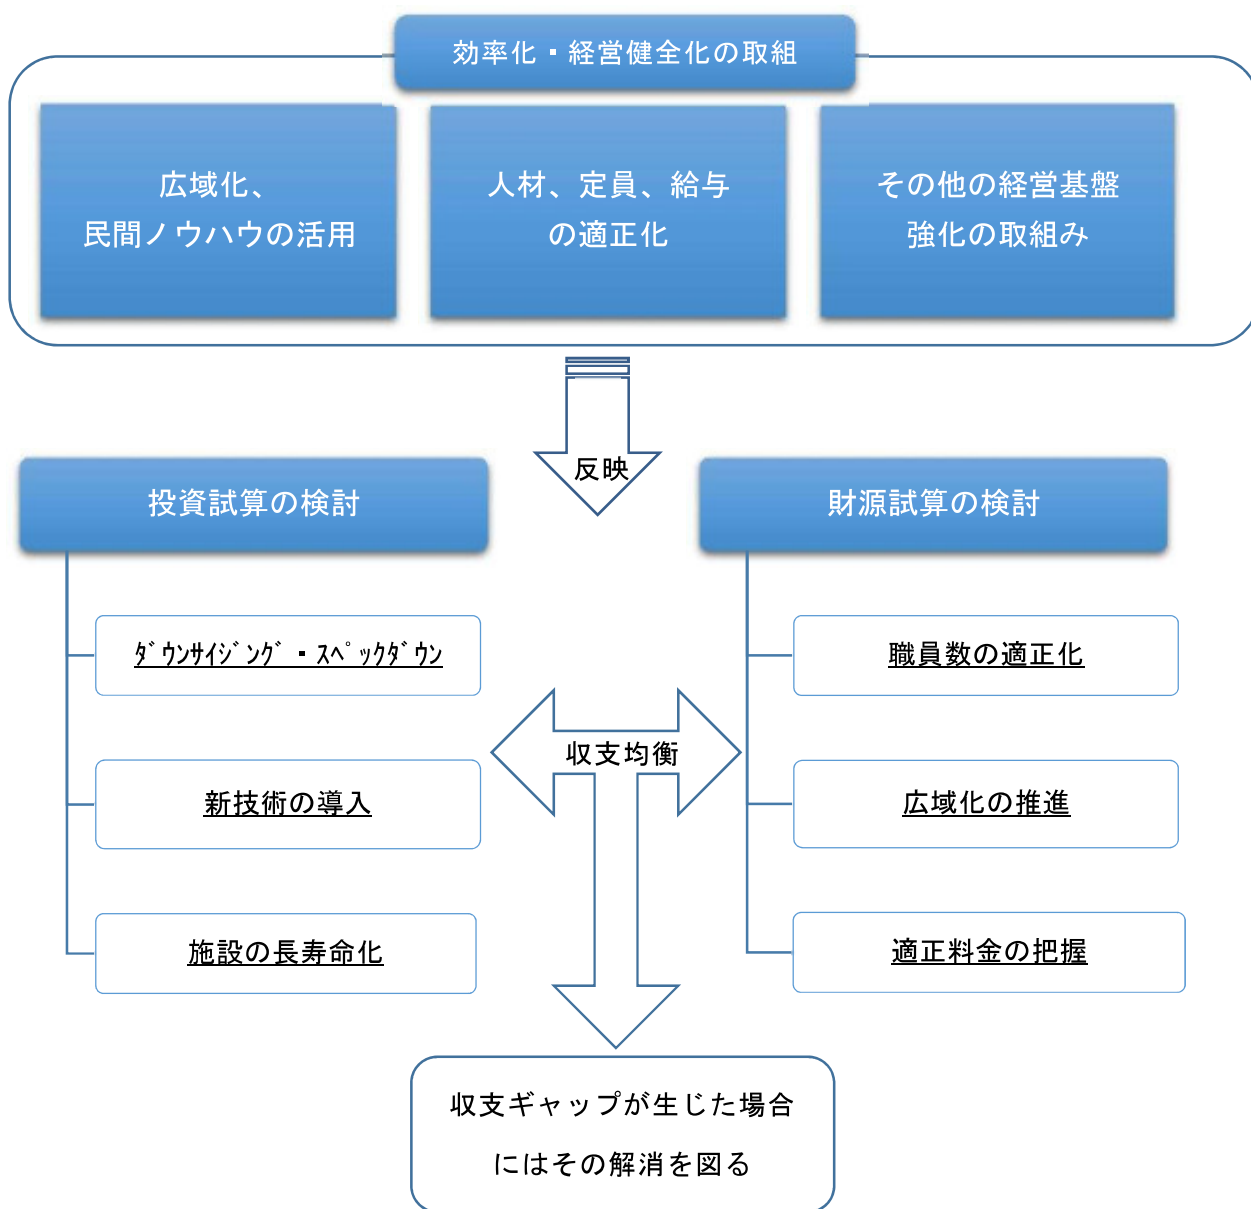 効率化・経営健全化の取組
広域化、
民間ノウハウの活用
人材、定員、給与
の適正化
その他の経営基盤
強化の取組み
反映
投資試算の検討
財源試算の検討
ﾀﾞｳﾝｻｲｼﾞﾝｸﾞ・ｽﾍﾟｯｸﾀﾞｳﾝ
職員数の適正化
収支均衡
新技術の導入
広域化の推進
施設の長寿命化
適正料金の把握
収支ギャップが生じた場合
にはその解消を図る